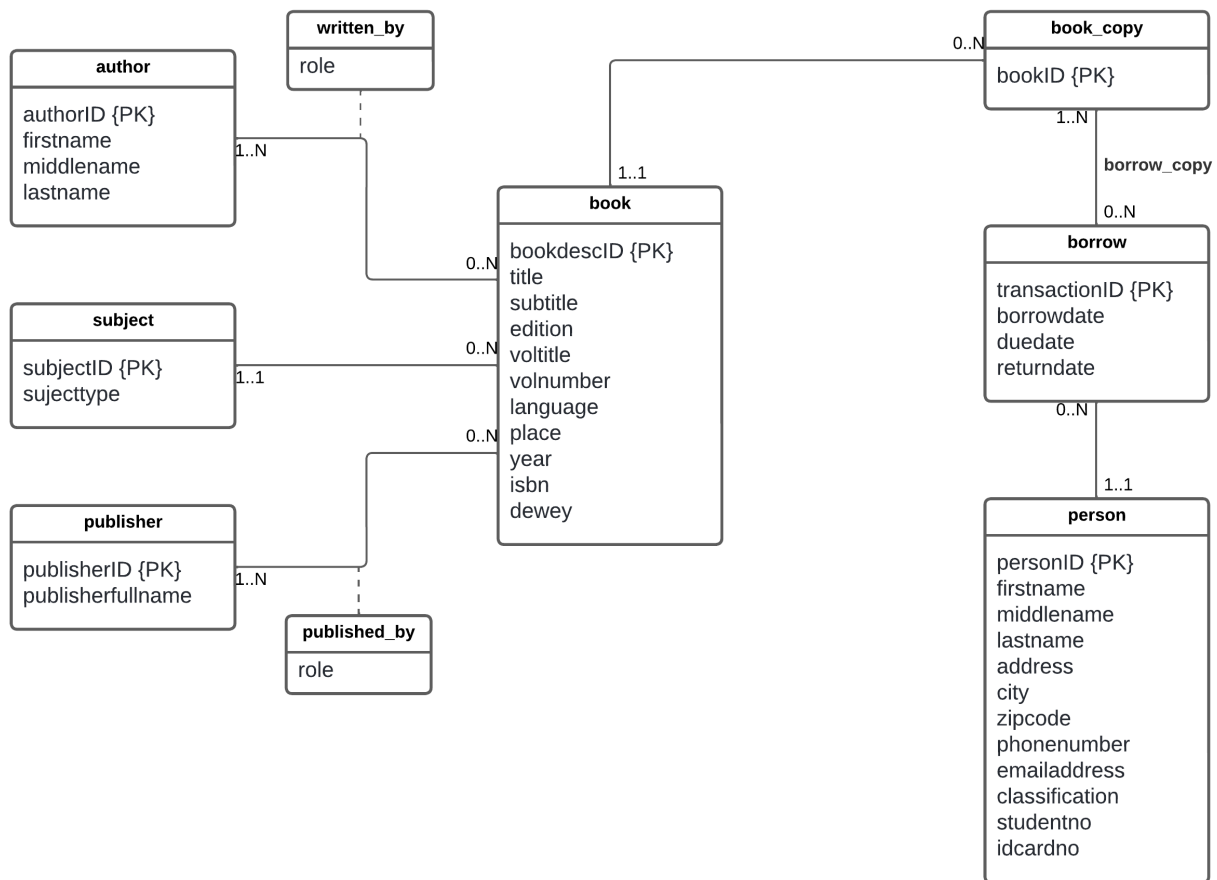 written_by
role
author
authorID {PK}
firstname
middlename
lastname
1..N
subject
subjectID {PK}
sujecttype
1..1
publisher
publisherID {PK}
publisherfullname
1..N
published_by
role
0..N
0..N
0..N
1..1
book
bookdescID {PK}
title
subtitle
edition
voltitle
volnumber
language
place
year
isbn
dewey
0..N
book_copy
bookID {PK}
1..N
borrow_copy
0..N
borrow
transactionID {PK}
borrowdate
duedate
returndate
0..N
1..1
person
personID {PK}
firstname
middlename
lastname
address
city
zipcode
phonenumber
emailaddress
classification
studentno
idcardno